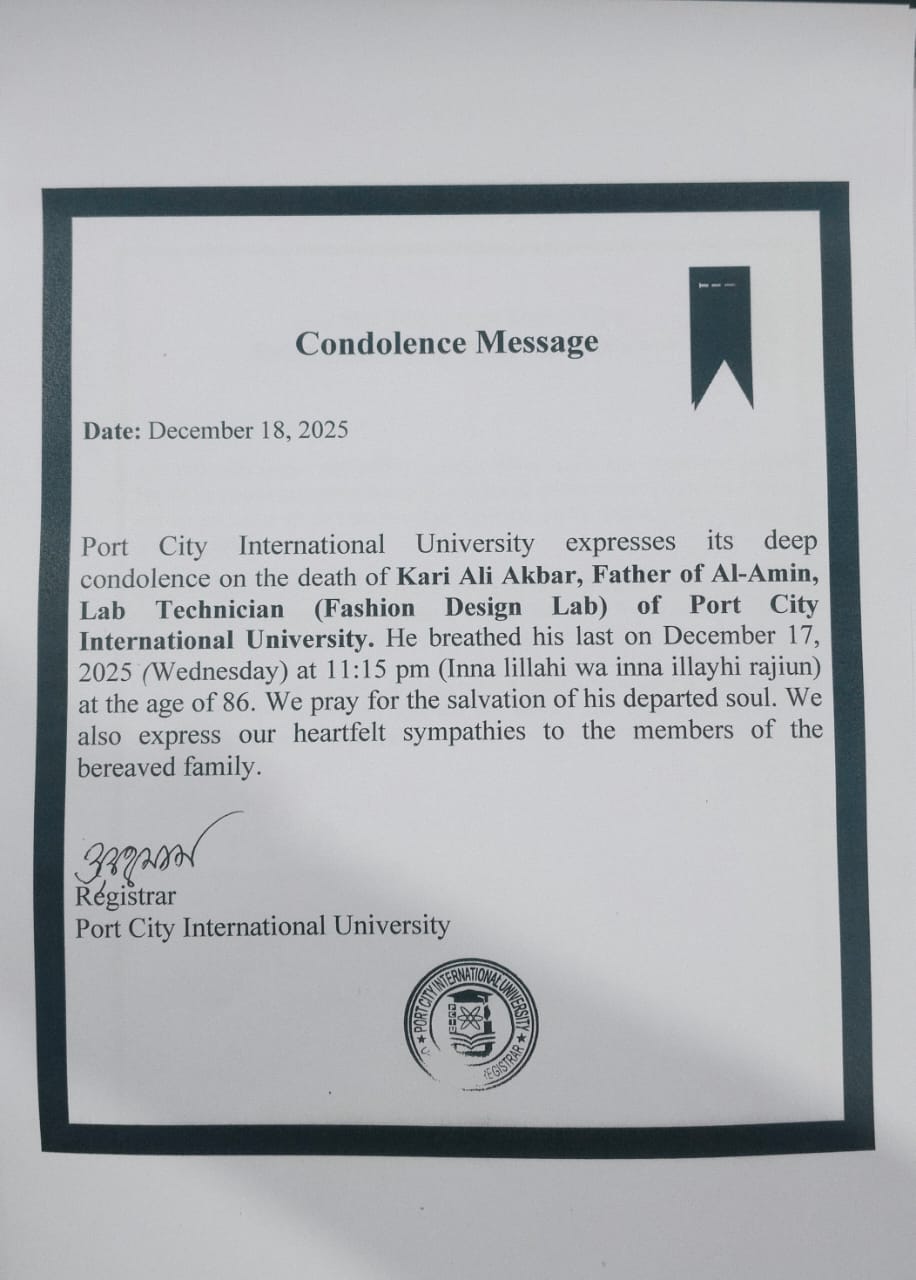 Condolence Message
Date: December 18, 2025
Port City International University expresses its deep
condolence on the death of Kari Ali Akbar, Father of Al-Amin,
Lab Technician (Fashion Design Lab) of Port City
International University. He breathed his last on December 17,
2025 (Wednesday) at 11:15 pm (Inna lillahi wa inna illayhi rajiun)
at the age of 86. We pray for the salvation of his departed soul. We
also express our heartfelt sympathies to the members of the
bereaved family.
Registrar
Port City International University
PORT CITY INTERNATIONAL UNIVERSITY
PCIU
EGISTRAR